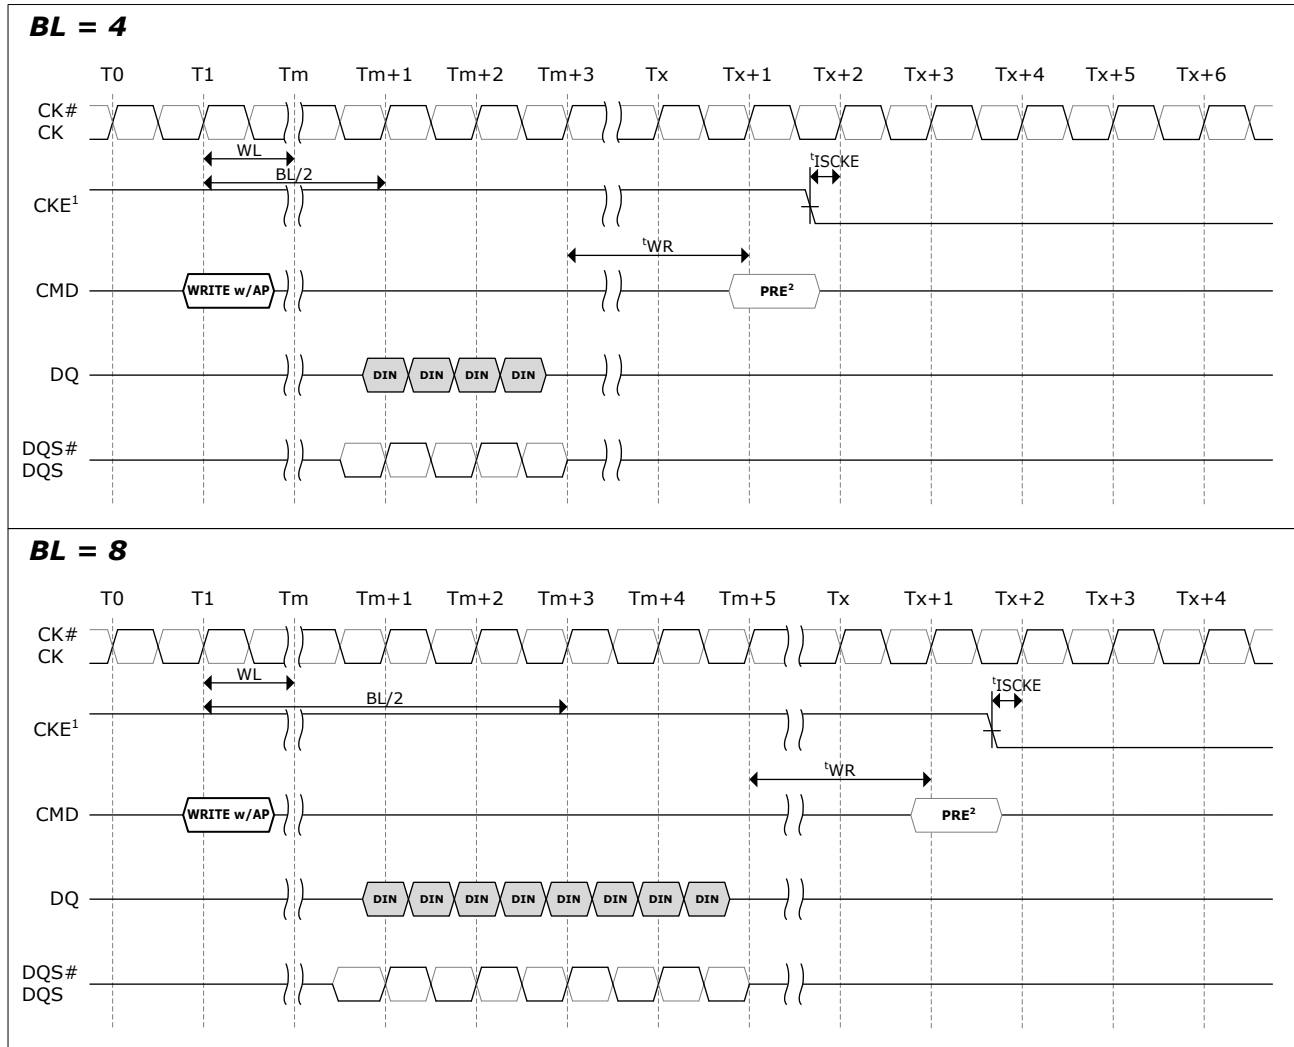 BL = 4
T0 T1 Tm Tm+1 Tm+2 Tm+3 Tx Tx+1 Tx+2 Tx+3 Tx+4 Tx+5 Tx+6
CK#
CK
WL
tISCKE
BL/2
CKE1
tWR
CMD WRITE w/AP PRE2
DQ DIN DIN DIN DIN
DQS#
DQS
BL = 8
T0 T1 Tm Tm+1 Tm+2 Tm+3 Tm+4 Tm+5 Tx Tx+1 Tx+2 Tx+3 Tx+4
CK#
CK
WL
tISCKE
BL/2
CKE1
tWR
CMD WRITE w/AP PRE2
DQ DIN DIN DIN DIN DIN DIN DIN DIN
DQS#
DQS